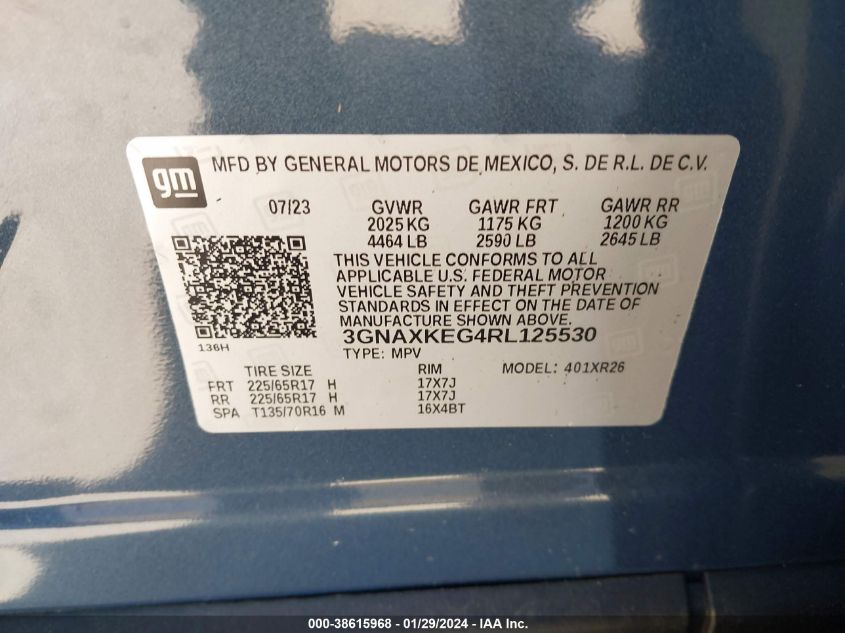 gm
MFD BY GENERAL MOTORS DE MEXICO, S. DE R.L. DE C.V.
07/23 GVWR GAWR FRT GAWR RR
2025 KG 1175 KG 1200 KG
4464 LB 2590 LB 2645 LB
THIS VEHICLE CONFORMS TO ALL
APPLICABLE U.S. FEDERAL MOTOR
VEHICLE SAFETY AND THEFT PREVENTION
STANDARDS IN EFFECT ON THE DATE OF
MANUFACTURE SHOWN ABOVE.
3GNAXKEG4RL125530
136H
TYPE: MPV MODEL: 401XR26
TIRE SIZE RIM
FRT 225/65R17 H 17X7J
RR 225/65R17 H 17X7J
SPA T135/70R16 M 16X4BT
000-38615968 - 01/29/2024 - IAA Inc.